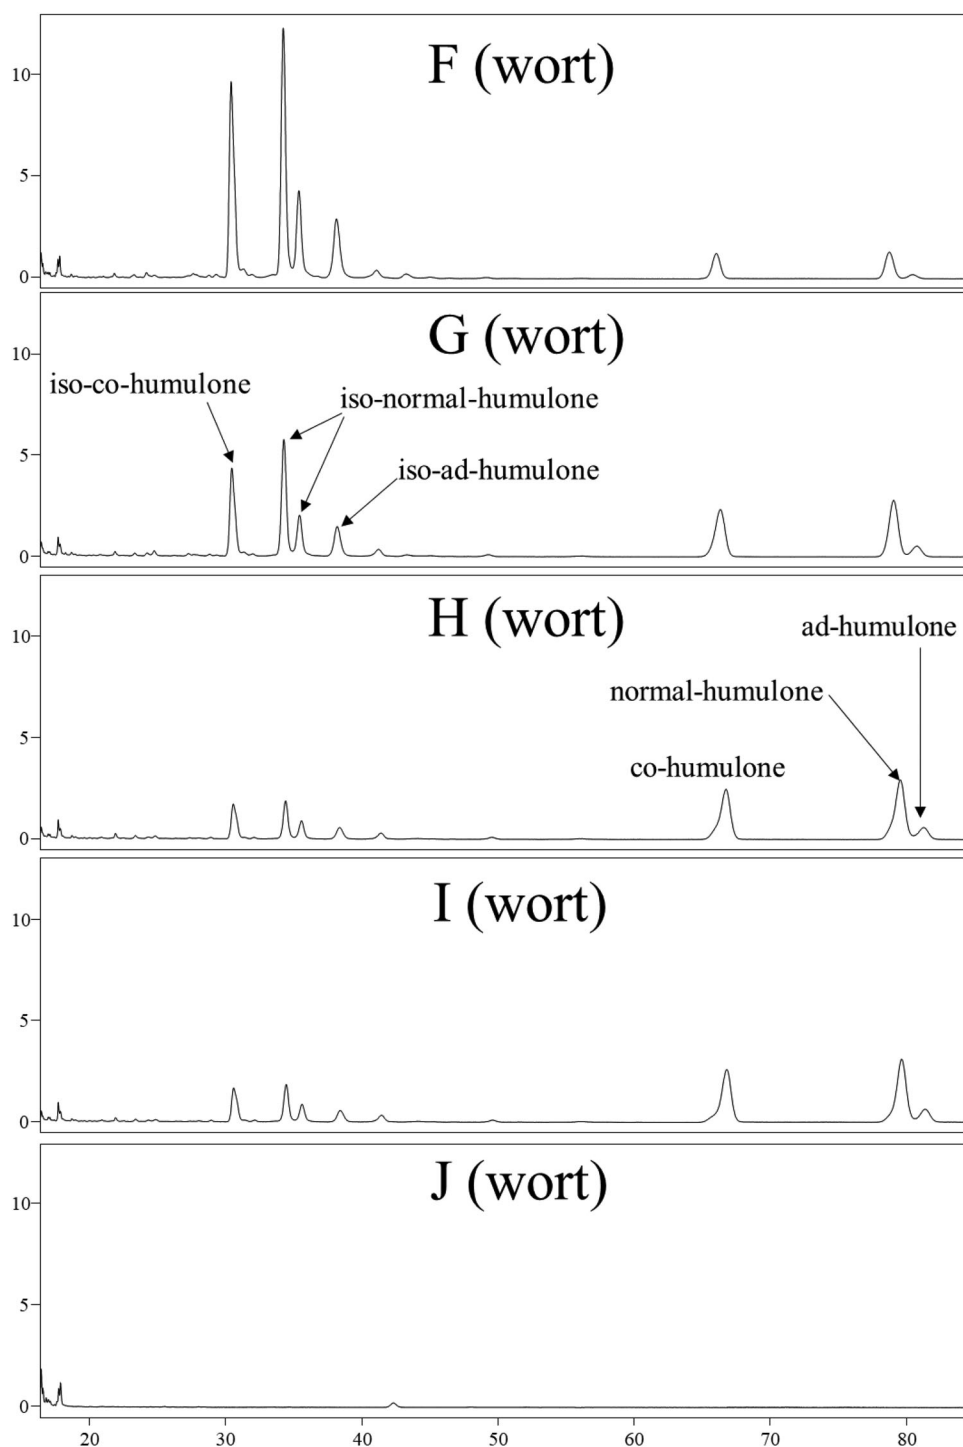 F (wort)
10
5
0
G (wort)
10
iso-co-humulone
iso-normal-humulone
5
iso-ad-humulone
0
H (wort)
10
ad-humulone
normal-humulone
5
co-humulone
0
I (wort)
10
5
0
J (wort)
10
5
0
20 30 40 50 60 70 80